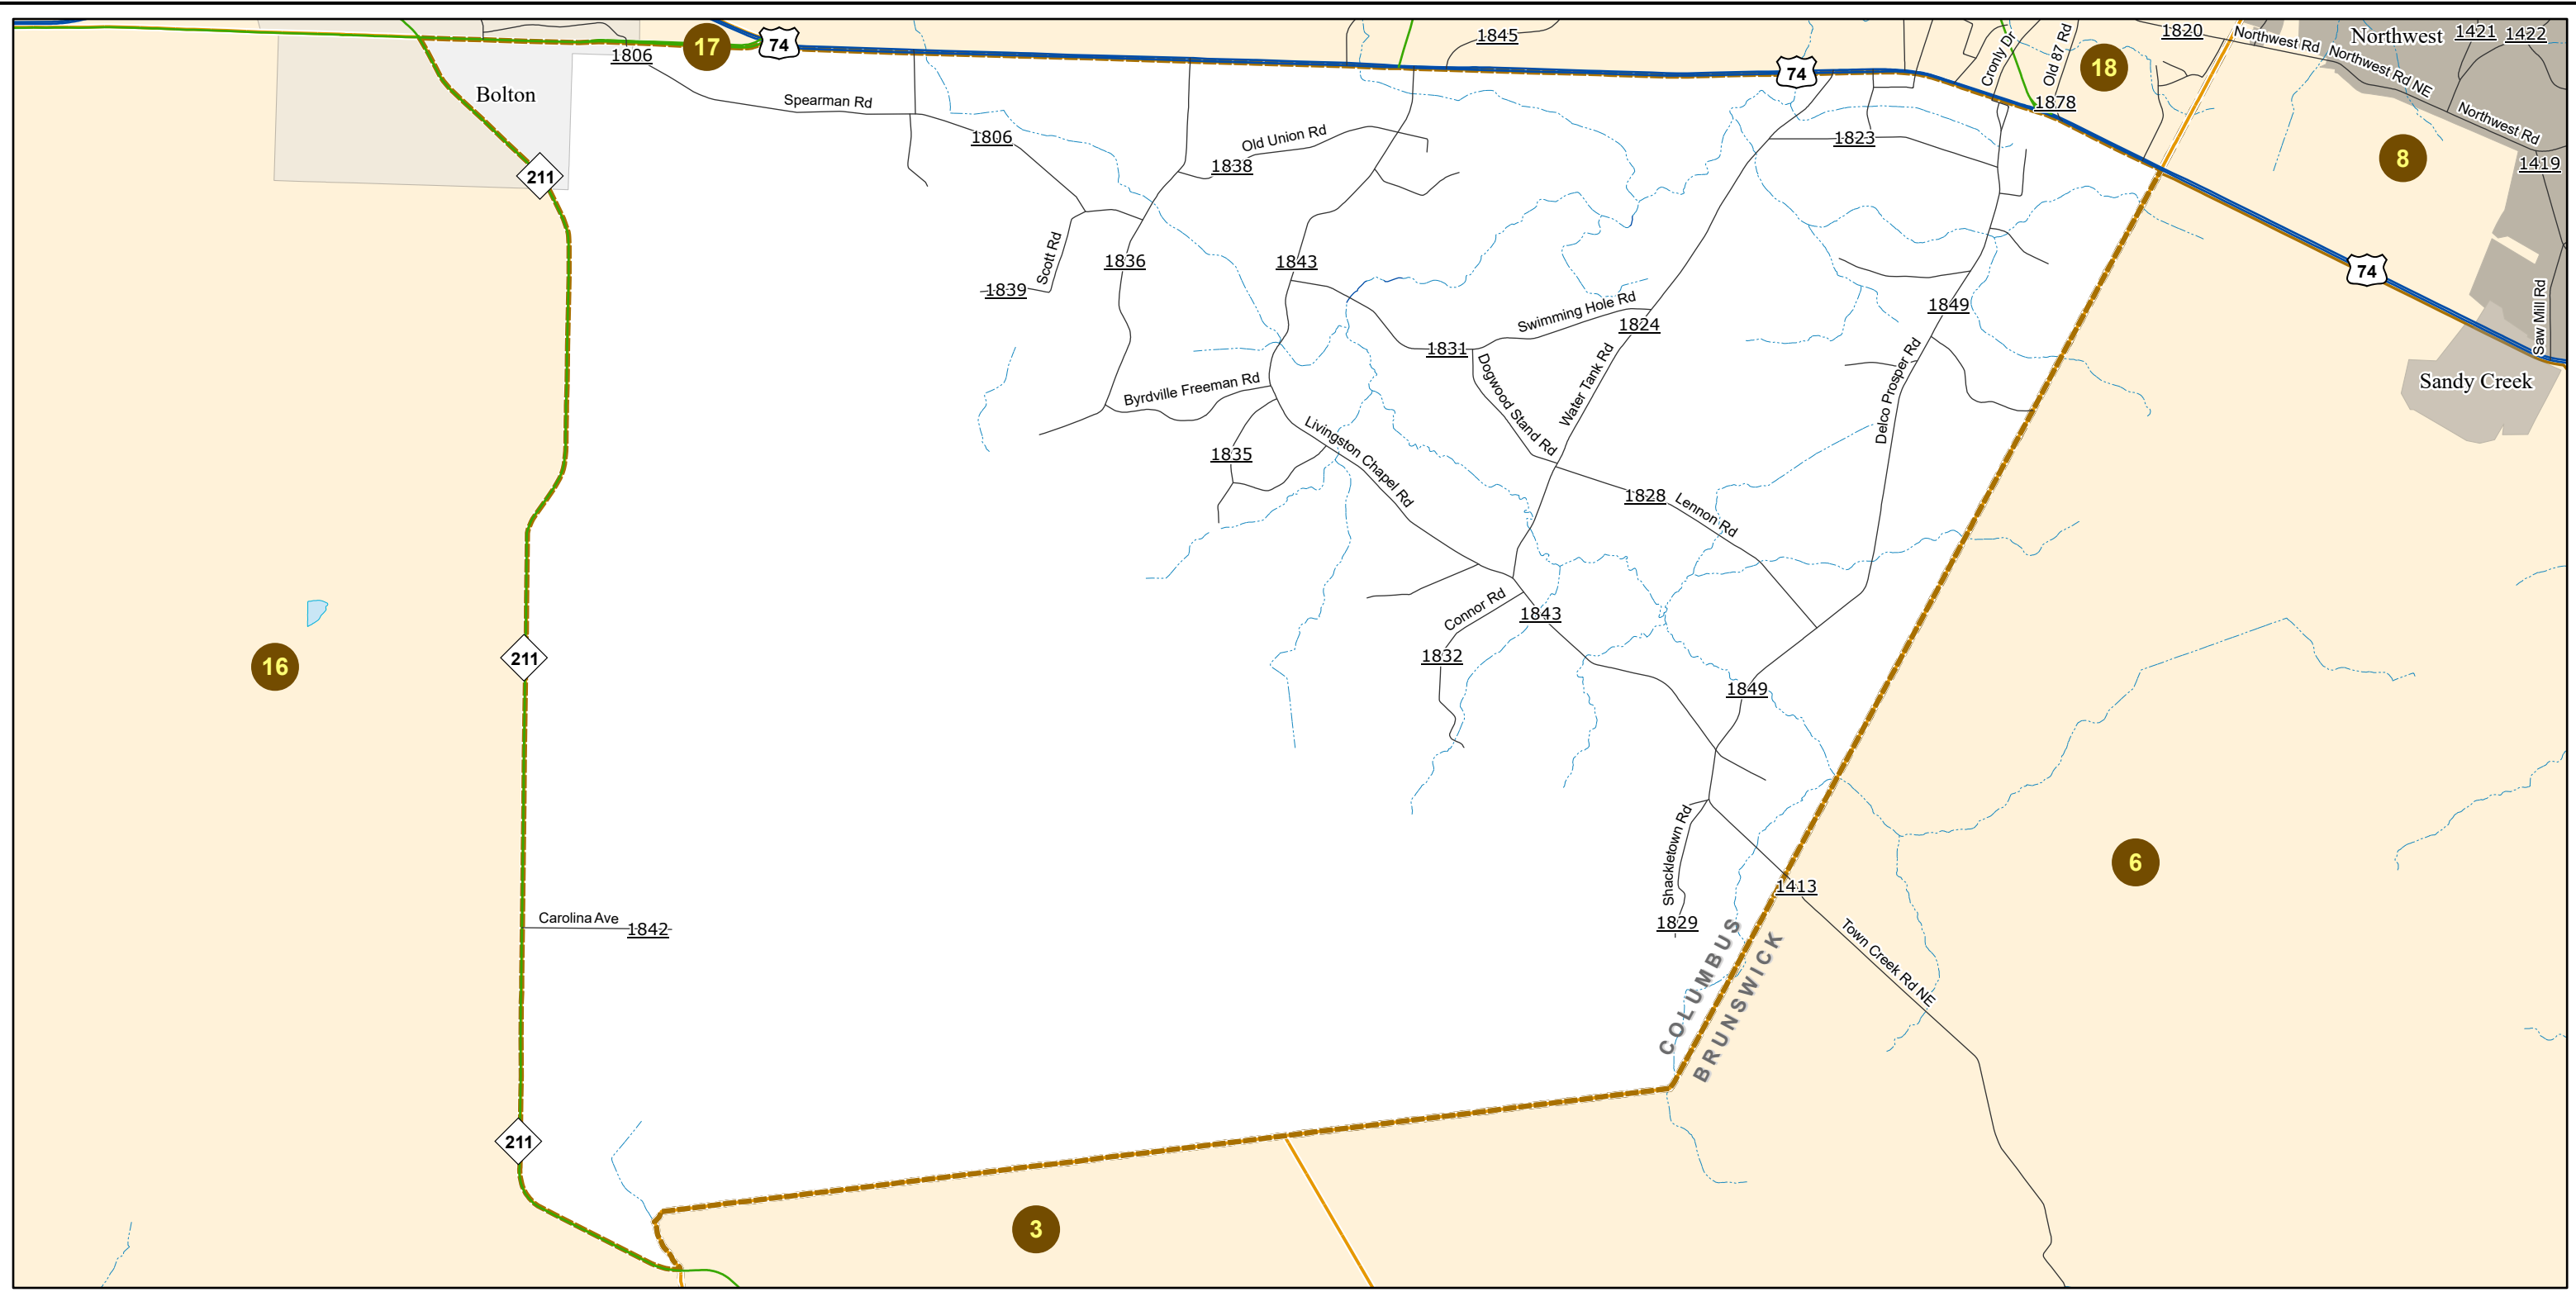 1845
Cronly Dr
Old 87 Rd
1820
Northwest Rd
Northwest
1421
1422
17
74
1806
74
18
Northwest Rd NE
Bolton
Spearman Rd
1878
Northwest Rd
1806
Old Union Rd
1838
1823
8
1419
211
Scott Rd
1836
1843
74
1839
Swimming Hole Rd
1824
1849
Saw Mill Rd
1831
Dogwood Stand Rd
Water Tank Rd
Delco Prosper Rd
Sandy Creek
Byrdville Freeman Rd
Livingston Chapel Rd
1835
1828
Lennon Rd
Connor Rd
1843
16
211
1832
1849
Shackletown Rd
6
1413
Carolina Ave
1842
1829
COLUMBUS
BRUNSWICK
Town Creek Rd NE
211
3